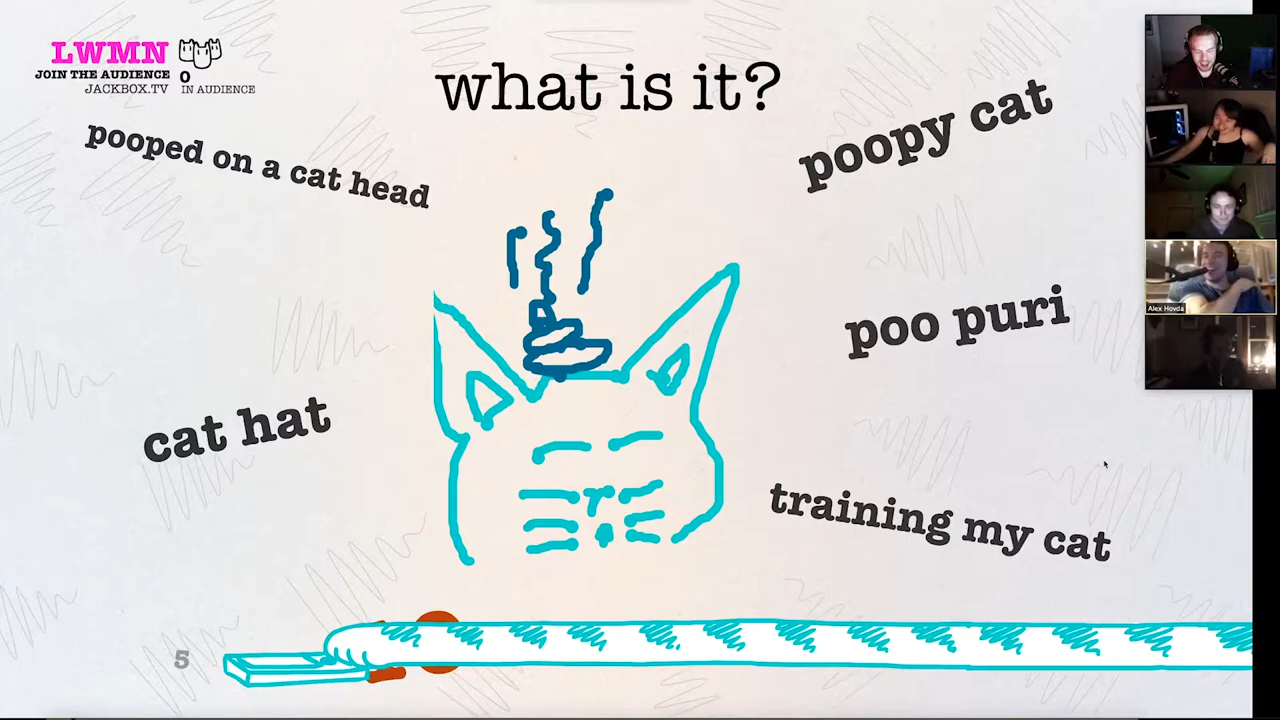 LWMN
JOIN THE AUDIENCE
JACKBOX.TV
0
IN AUDIENCE
what is it?
pooped on a cat head
poopy cat
poo puri
cat hat
training my cat
5
Alex Hovda